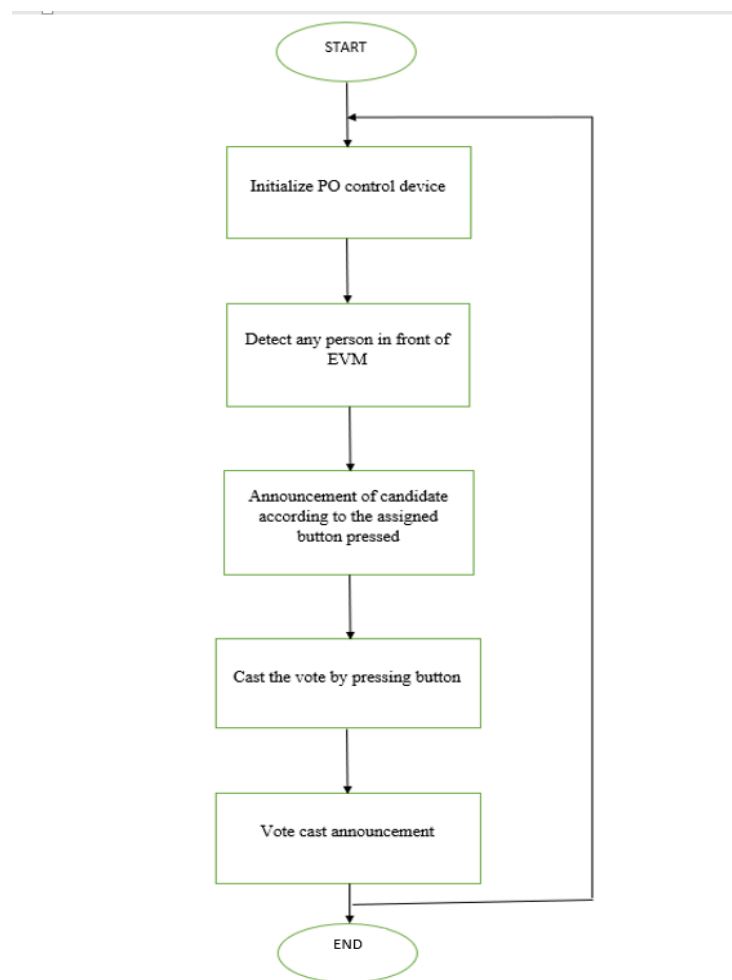 START
Initialize PO control device
Detect any person in front of
EVM
Announcement of candidate
according to the assigned
button pressed
Cast the vote by pressing button
Vote cast announcement
END